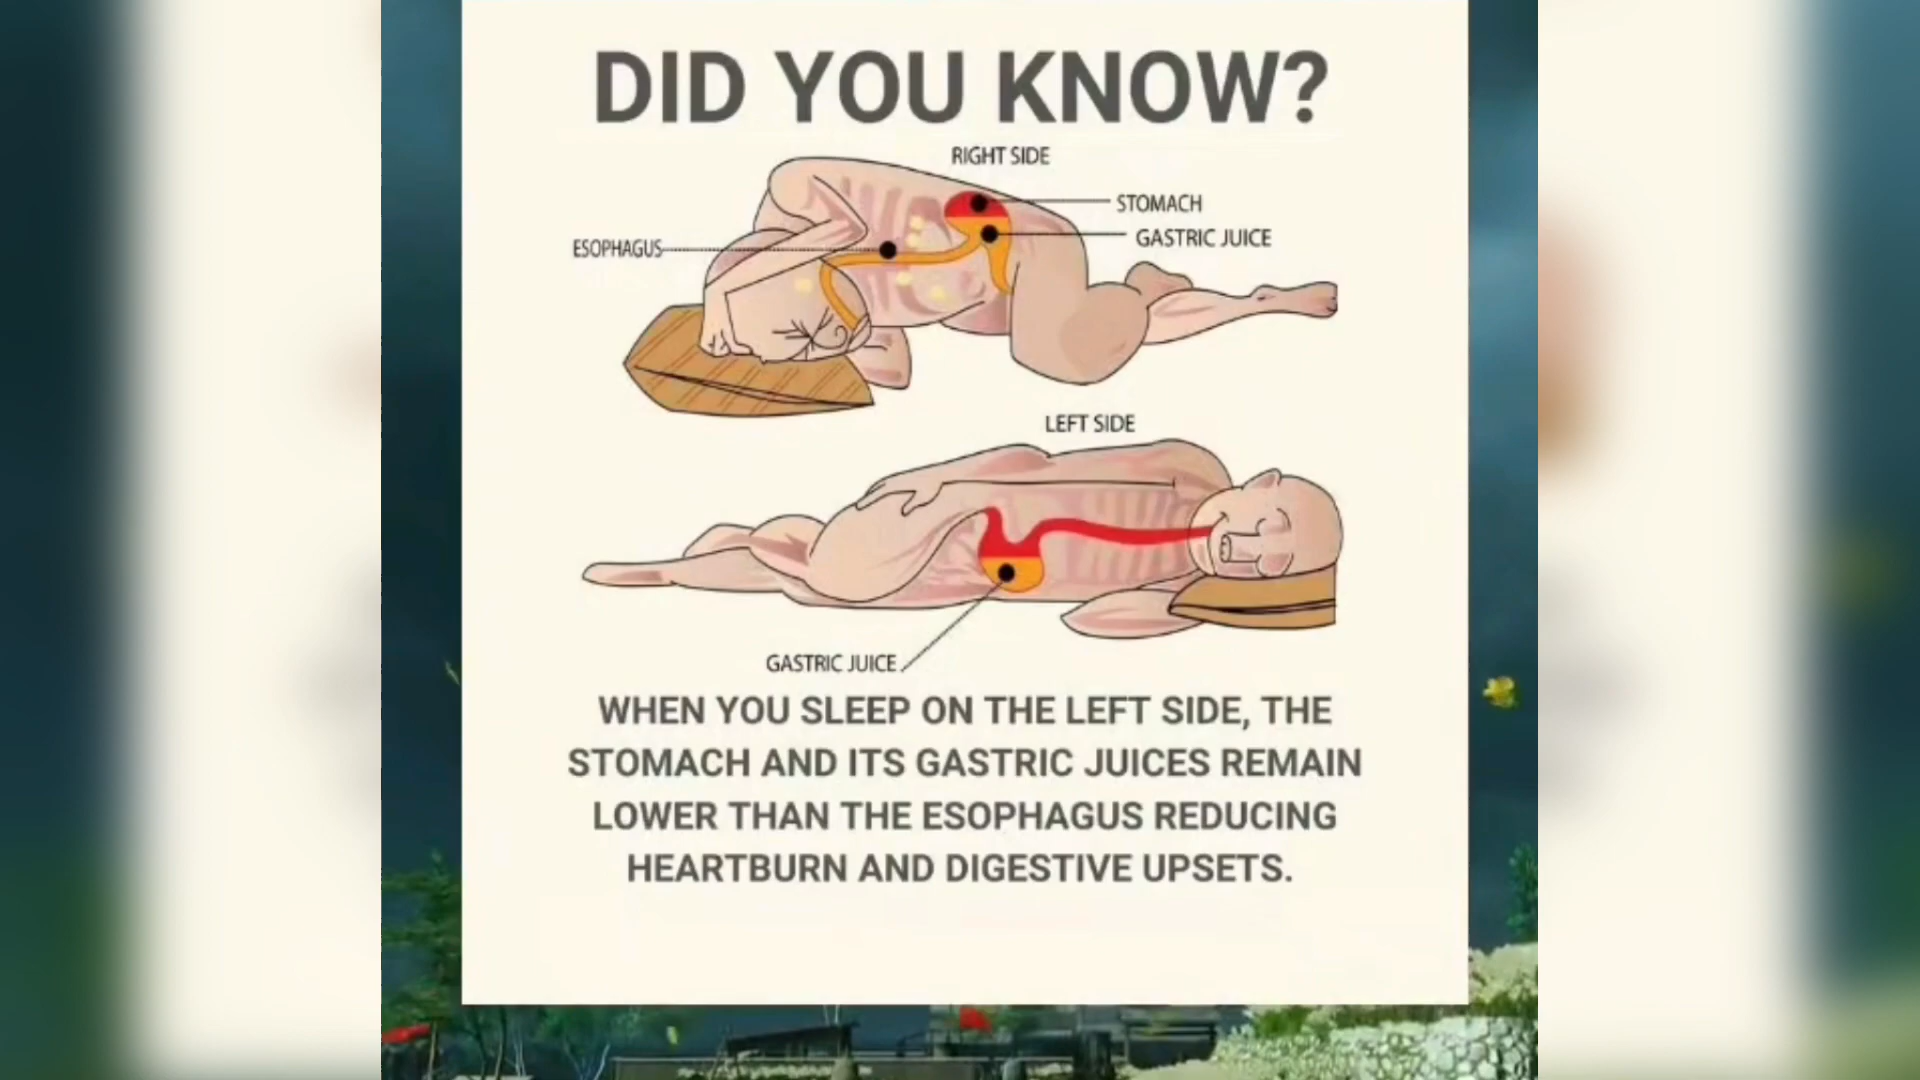 DID YOU KNOW?
RIGHT SIDE
STOMACH
GASTRIC JUICE
ESOPHAGUS
LEFT SIDE
GASTRIC JUICE
WHEN YOU SLEEP ON THE LEFT SIDE, THE
STOMACH AND ITS GASTRIC JUICES REMAIN
LOWER THAN THE ESOPHAGUS REDUCING
HEARTBURN AND DIGESTIVE UPSETS.